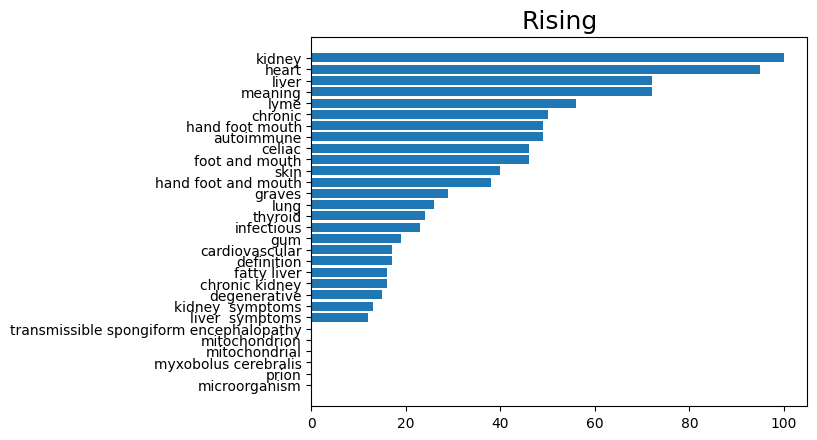 Rising
kidney
heart
liver
meaning
lyme
chronic
hand foot mouth
autoimmune
celiac
foot and mouth
skin
hand foot and mouth
graves
lung
thyroid
infectious
gum
cardiovascular
definition
fatty liver
chronic kidney
degenerative
kidney  symptoms
liver  symptoms
transmissible spongiform encephalopathy
mitochondrion
mitochondrial
myxobolus cerebralis
prion
microorganism
0 20 40 60 80 100